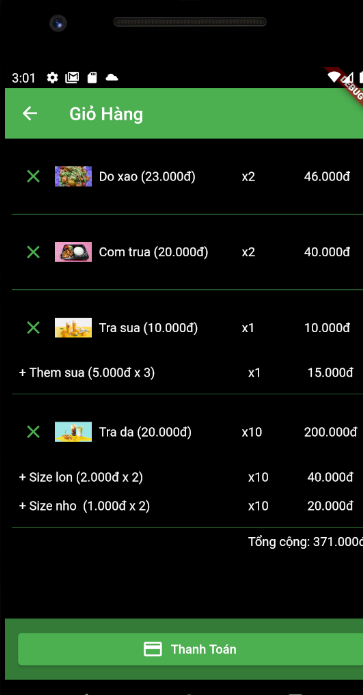 3:01
DEBUG
Giỏ Hàng
Do xao (23.000đ) x2 46.000đ
Com trua (20.000đ) x2 40.000đ
Tra sua (10.000đ) x1 10.000đ
+ Them sua (5.000đ x 3) x1 15.000đ
Tra da (20.000đ) x10 200.000đ
+ Size lon (2.000đ x 2) x10 40.000đ
+ Size nho (1.000đ x 2) x10 20.000đ
Tổng cộng: 371.000đ
Thanh Toán